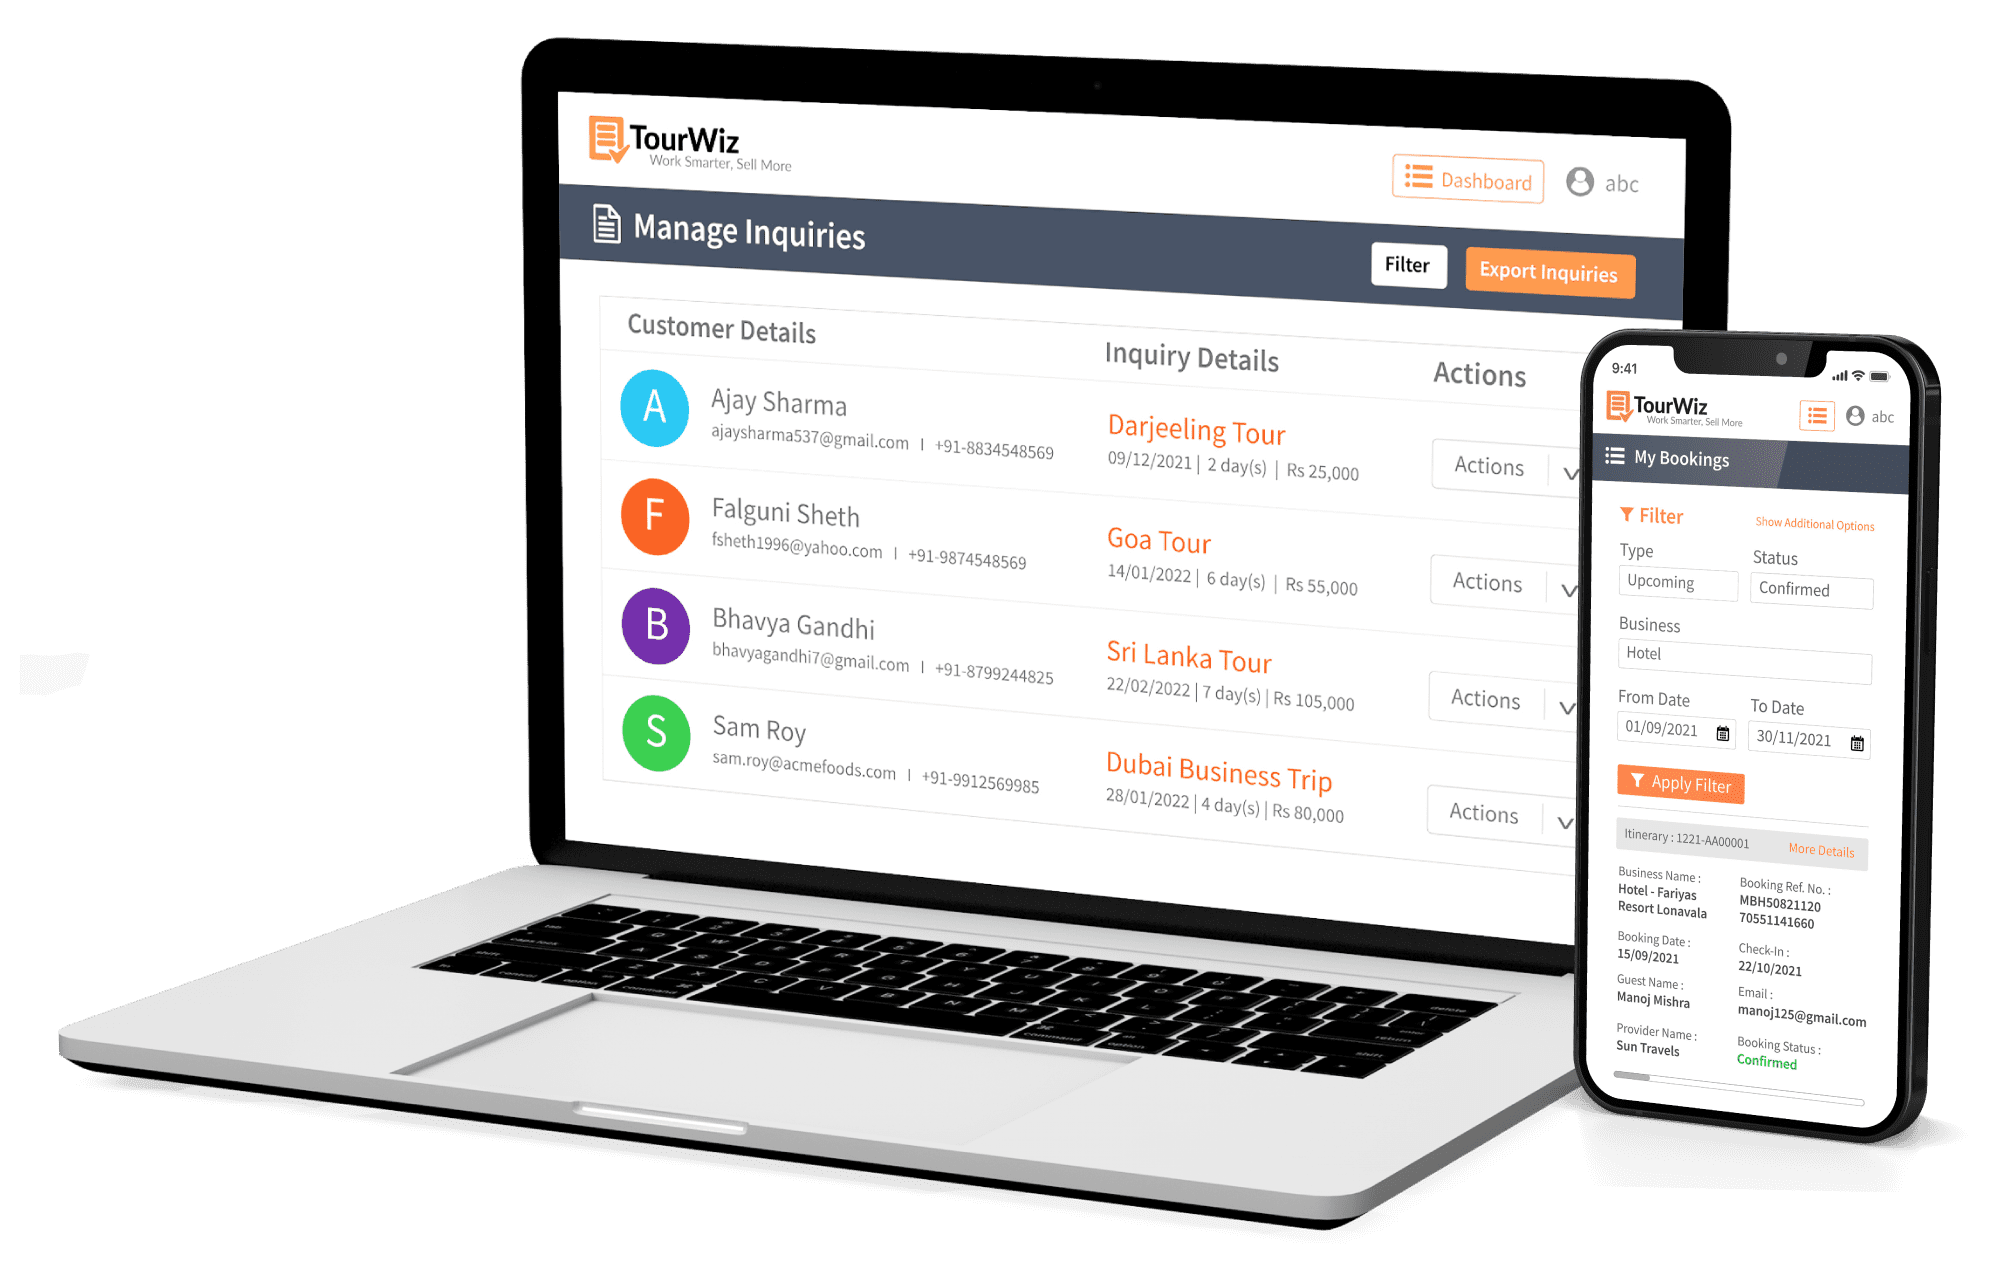 TourWiz
Work Smarter, Sell More
Dashboard
abc
Manage Inquiries
Filter
Export Inquiries
Customer Details
Inquiry Details
Actions
A
Ajay Sharma
ajaysharma537@gmail.com | +91-8834548569
Darjeeling Tour
09/12/2021 | 2 day(s) | Rs 25,000
Actions
F
Falguni Sheth
fsheth1996@yahoo.com | +91-9874548569
Goa Tour
14/01/2022 | 6 day(s) | Rs 55,000
Actions
B
Bhavya Gandhi
bhavyagandhi7@gmail.com | +91-8799244825
Sri Lanka Tour
22/02/2022 | 7 day(s) | Rs 105,000
Actions
S
Sam Roy
sam.roy@acmefoods.com | +91-9912569985
Dubai Business Trip
28/01/2022 | 4 day(s) | Rs 80,000
Actions
9:41
TourWiz
Work Smarter, Sell More
abc
My Bookings
Filter
Show Additional Options
Type
Status
Upcoming
Confirmed
Business
Hotel
From Date
To Date
01/09/2021
30/11/2021
Apply Filter
Itinerary : 1221-AA00001
More Details
Business Name :
Hotel - Fariyas
Resort Lonavala
Booking Ref. No. :
MBH50821120
70551141660
Booking Date :
15/09/2021
Check-In :
22/10/2021
Guest Name :
Manoj Mishra
Email :
manoj125@gmail.com
Provider Name :
Sun Travels
Booking Status :
Confirmed